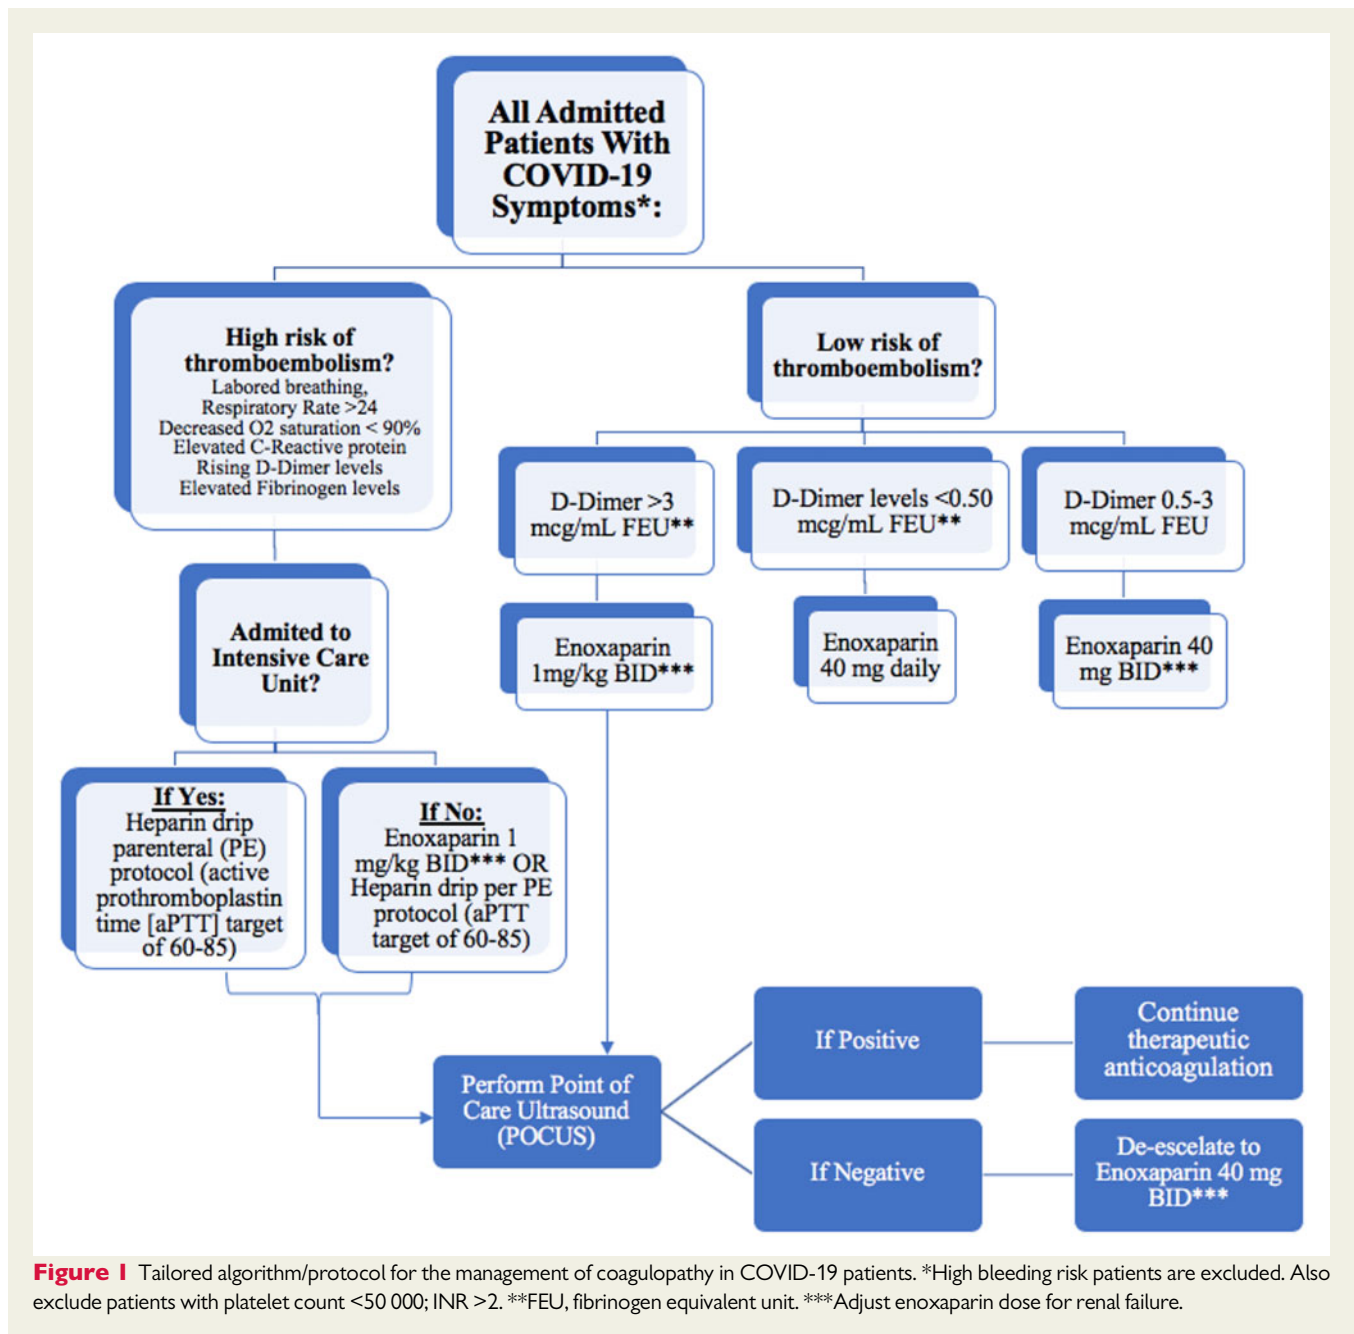 All Admitted
Patients With
COVID-19
Symptoms*:
High risk of
thromboembolism?
Labored breathing,
Respiratory Rate >24
Decreased O2 saturation < 90%
Elevated C-Reactive protein
Rising D-Dimer levels
Elevated Fibrinogen levels
Low risk of
thromboembolism?
D-Dimer >3
mcg/mL FEU**
D-Dimer levels <0.50
mcg/mL FEU**
D-Dimer 0.5-3
mcg/mL FEU
Admited to
Intensive Care
Unit?
Enoxaparin
1mg/kg BID***
Enoxaparin
40 mg daily
Enoxaparin 40
mg BID***
If Yes:
Heparin drip
parenteral (PE)
protocol (active
prothromboplastin
time [aPTT] target
of 60-85)
If No:
Enoxaparin 1
mg/kg BID*** OR
Heparin drip per PE
protocol (aPTT
target of 60-85)
Perform Point of
Care Ultrasound
(POCUS)
If Positive
Continue
therapeutic
anticoagulation
If Negative
De-escelate to
Enoxaparin 40 mg
BID***
Figure 1 Tailored algorithm/protocol for the management of coagulopathy in COVID-19 patients. *High bleeding risk patients are excluded. Also
exclude patients with platelet count <50 000; INR >2. **FEU, fibrinogen equivalent unit. ***Adjust enoxaparin dose for renal failure.